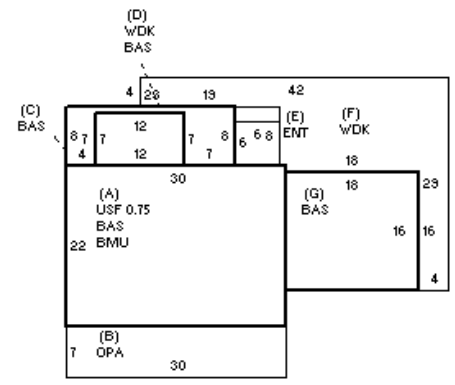 (D)
WDK
BAS
4 28 19 42
(C)
BAS
(E)
ENT
(F)
WDK
8 7 7 12 7 8 6 6 8
4 12 7
18
30
(A)
USF 0.75
BAS
BMU
18
(G)
BAS
29
22
16 16
4
(B)
OPA
7
30